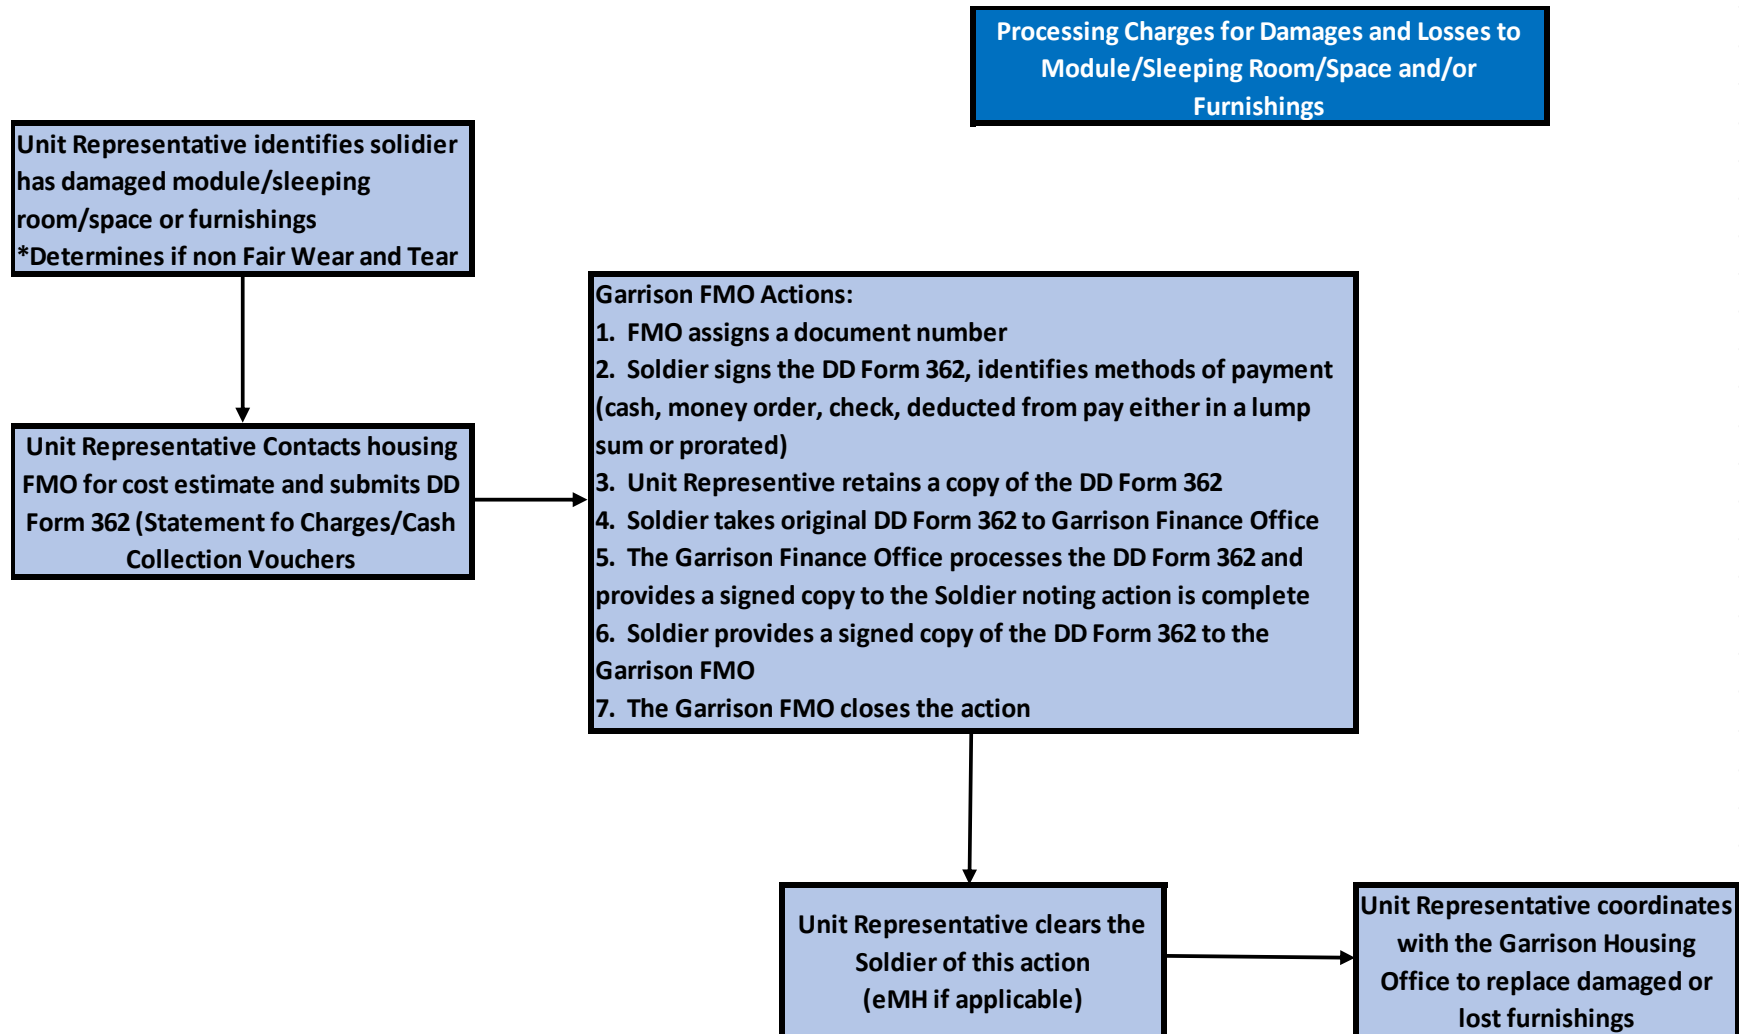 Processing Charges for Damages and Losses to
Module/Sleeping Room/Space and/or
Furnishings
Unit Representative identifies solidier
has damaged module/sleeping
room/space or furnishings
*Determines if non Fair Wear and Tear
Unit Representative Contacts housing
FMO for cost estimate and submits DD
Form 362 (Statement fo Charges/Cash
Collection Vouchers
Garrison FMO Actions:
1. FMO assigns a document number
2. Soldier signs the DD Form 362, identifies methods of payment
(cash, money order, check, deducted from pay either in a lump
sum or prorated)
3. Unit Representive retains a copy of the DD Form 362
4. Soldier takes original DD Form 362 to Garrison Finance Office
5. The Garrison Finance Office processes the DD Form 362 and
provides a signed copy to the Soldier noting action is complete
6. Soldier provides a signed copy of the DD Form 362 to the
Garrison FMO
7. The Garrison FMO closes the action
Unit Representative clears the
Soldier of this action
(eMH if applicable)
Unit Representative coordinates
with the Garrison Housing
Office to replace damaged or
lost furnishings